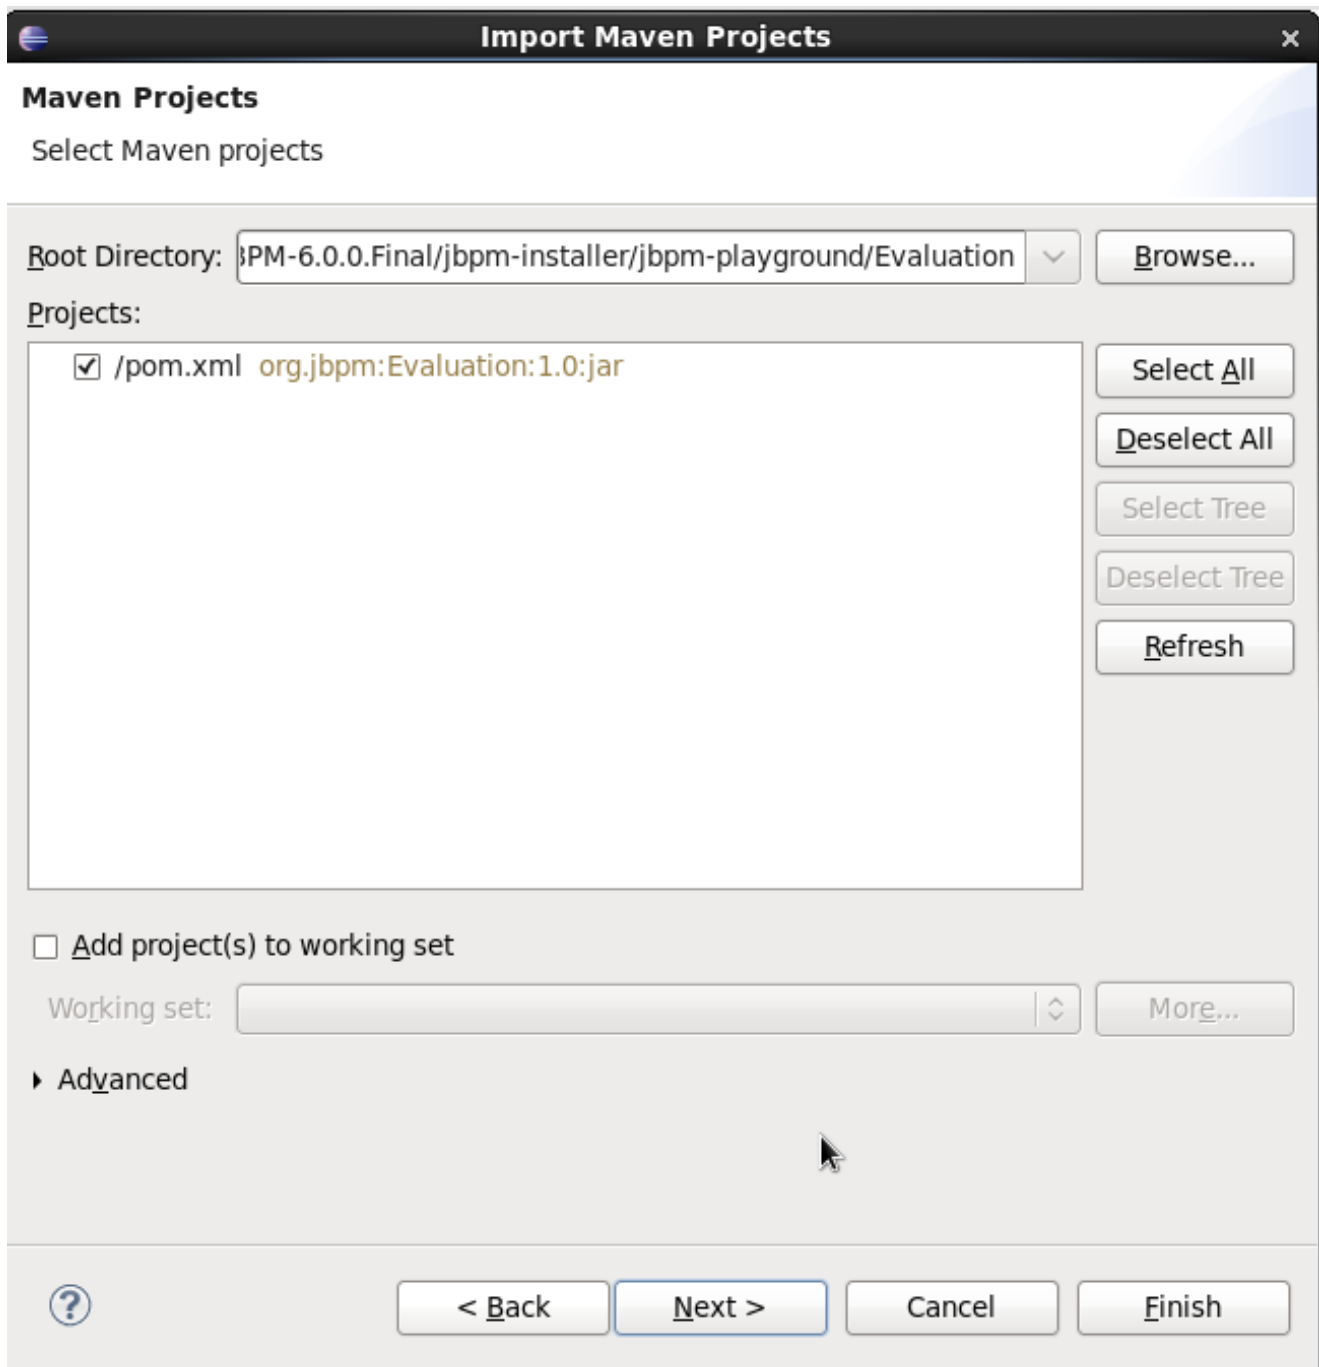 Import Maven Projects
Maven Projects
Select Maven projects
Root Directory: BPM-6.0.0.Final/jbpm-installer/jbpm-playground/Evaluation Browse...
Projects:
/pom.xml org.jbpm:Evaluation:1.0:jar
Select All
Deselect All
Select Tree
Deselect Tree
Refresh
Add project(s) to working set
Working set: More...
Advanced
? < Back Next > Cancel Finish